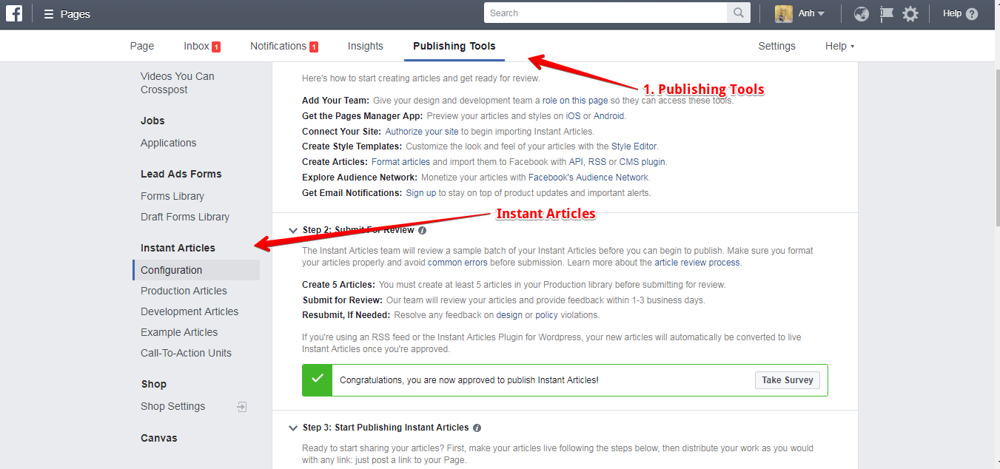 f
Pages
Search
Anh
Help
Page
Inbox 1
Notifications 1
Insights
Publishing Tools
Settings
Help
Videos You Can
Crosspost
Jobs
Applications
Lead Ads Forms
Forms Library
Draft Forms Library
Instant Articles
Configuration
Production Articles
Development Articles
Example Articles
Call-To-Action Units
Shop
Shop Settings
Canvas
Here's how to start creating articles and get ready for review.
1. Publishing Tools
Add Your Team: Give your design and development team a role on this page so they can access these tools.
Get the Pages Manager App: Preview your articles and styles on iOS or Android.
Connect Your Site: Authorize your site to begin importing Instant Articles.
Create Style Templates: Customize the look and feel of your articles with the Style Editor.
Create Articles: Format articles and import them to Facebook with API, RSS or CMS plugin.
Explore Audience Network: Monetize your articles with Facebook's Audience Network.
Get Email Notifications: Sign up to stay on top of product updates and important alerts.
Instant Articles
Step 2: Submit For Review
The Instant Articles team will review a sample batch of your Instant Articles before you can begin to publish. Make sure you format
your articles properly and avoid common errors before submission. Learn more about the article review process.
Create 5 Articles: You must create at least 5 articles in your Production library before submitting for review.
Submit for Review: Our team will review your articles and provide feedback within 1-3 business days.
Resubmit, If Needed: Resolve any feedback on design or policy violations.
If you're using an RSS feed or the Instant Articles Plugin for Wordpress, your new articles will automatically be converted to live
Instant Articles once you're approved.
Congratulations, you are now approved to publish Instant Articles!
Take Survey
Step 3: Start Publishing Instant Articles
Ready to start sharing your articles? First, make your articles live following the steps below, then distribute your work as you would
with any link: just post a link to your Page.